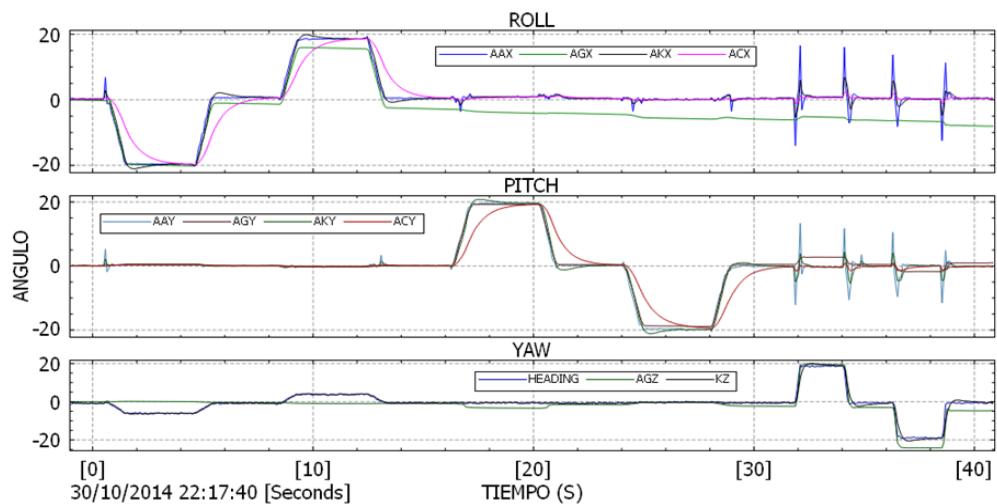 ROLL
20
0
-20
AAX AGX AKX ACX
PITCH
20
0
-20
AAY AGY AKY ACY
ANGULO
YAW
20
0
-20
HEADING AGZ KZ
[0] [10] [20] [30] [40]
30/10/2014 22:17:40 [Seconds] TIEMPO (S)